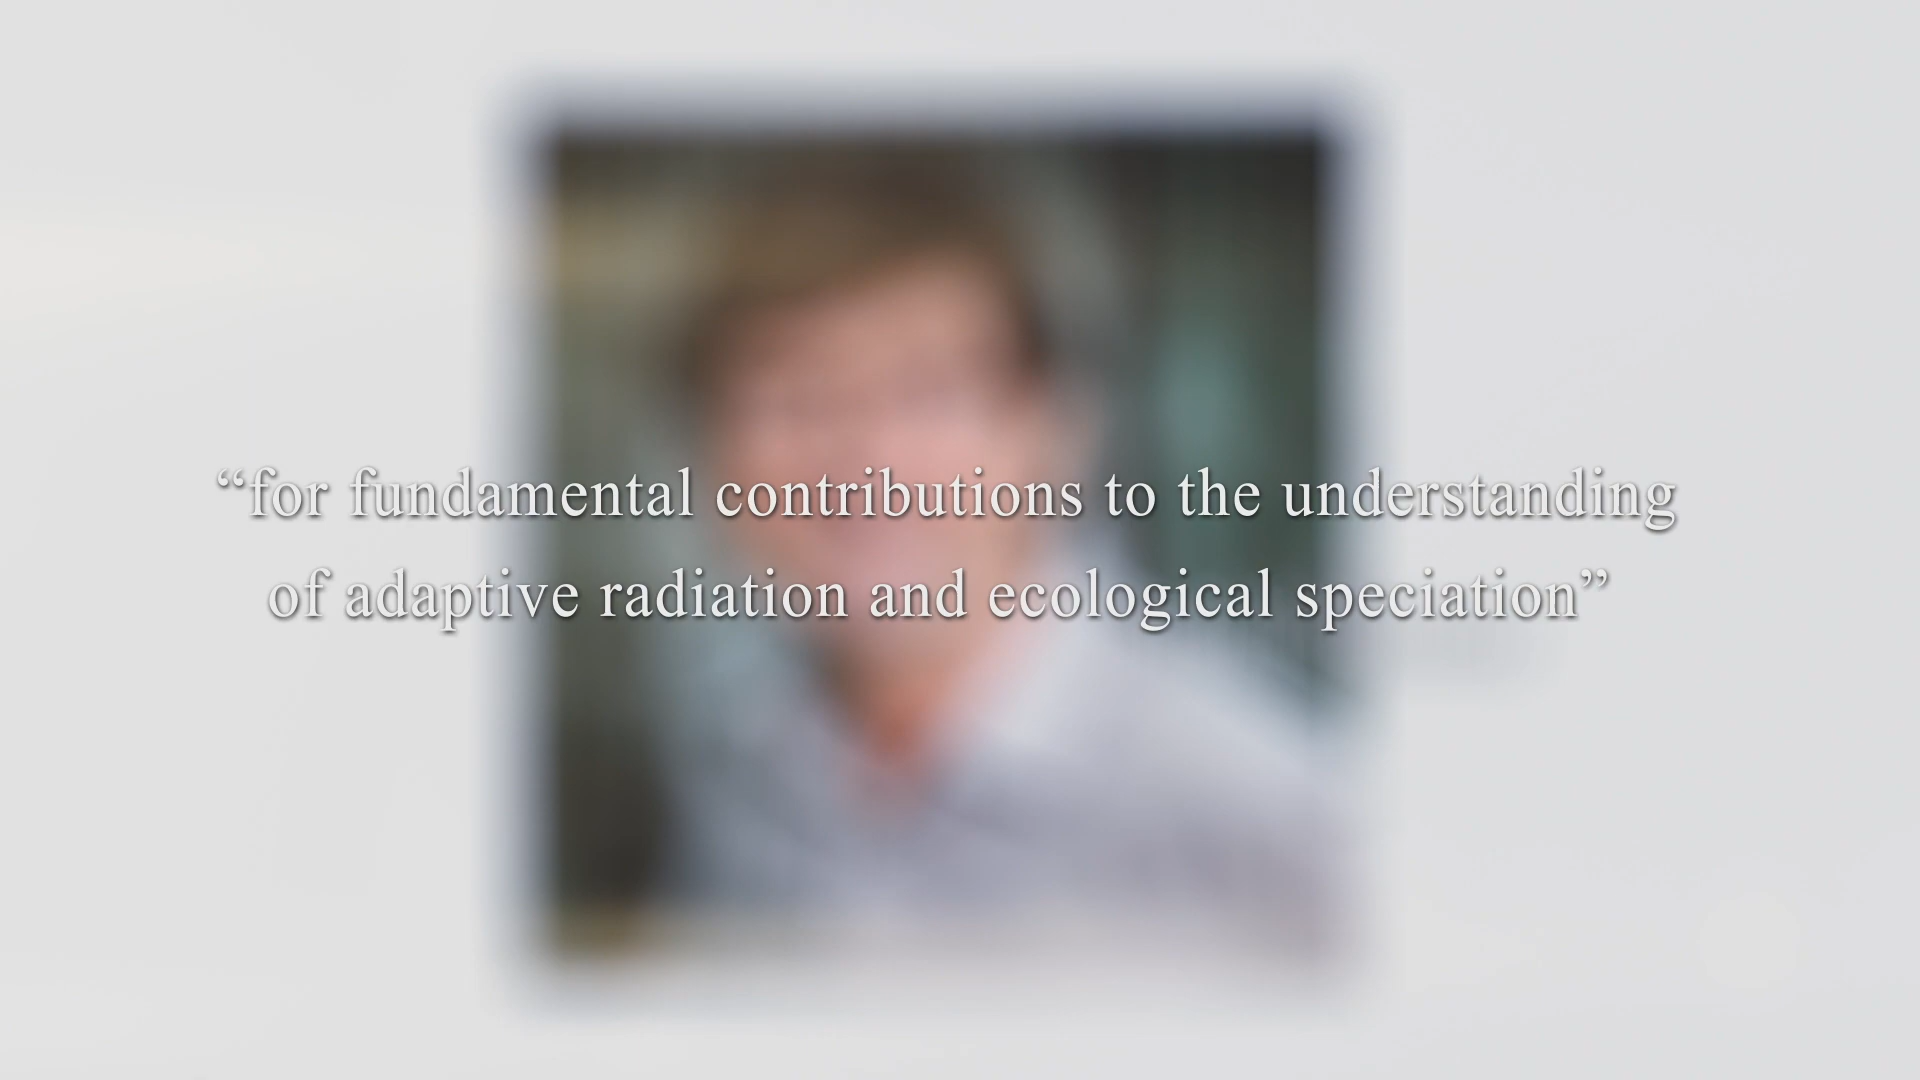 “for fundamental contributions to the understanding
of adaptive radiation and ecological speciation”